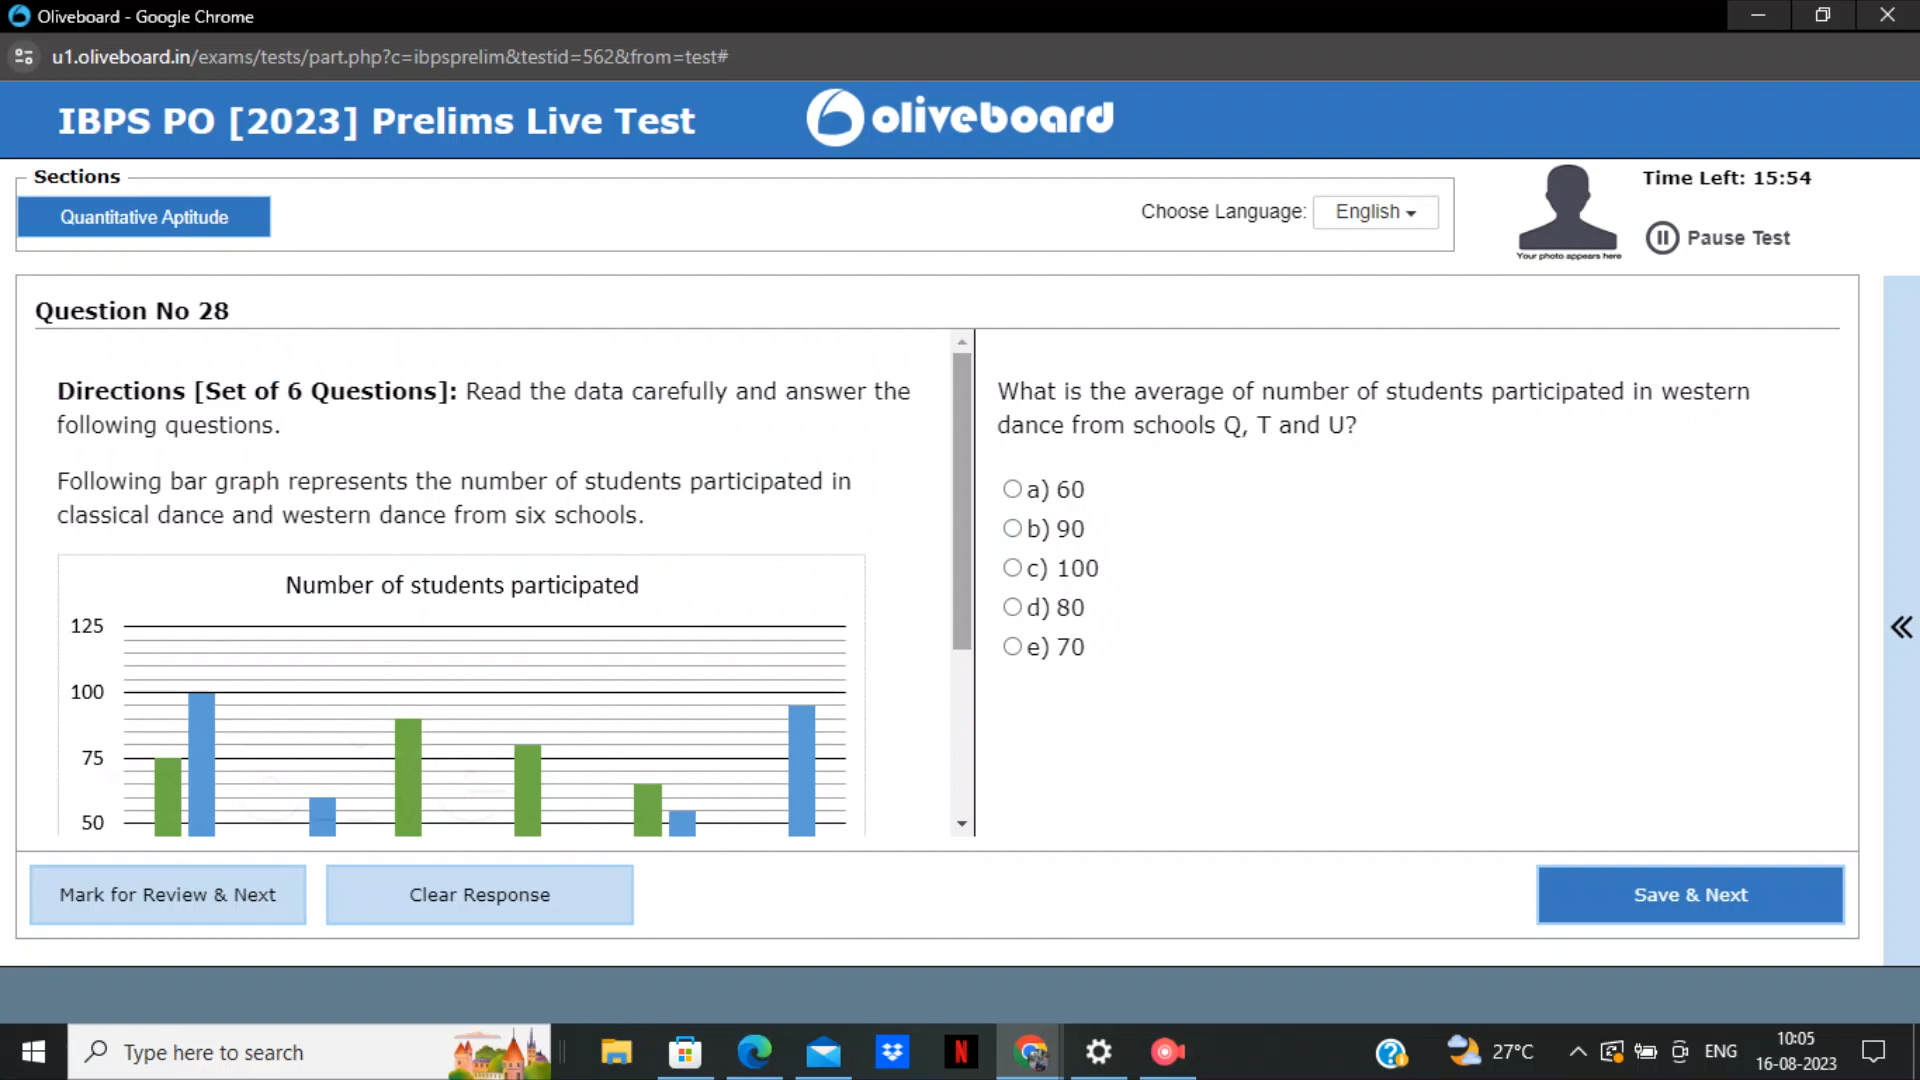 Oliveboard - Google Chrome
u1.oliveboard.in/exams/tests/part.php?c=ibpsprelim&testid=562&from=test#
IBPS PO [2023] Prelims Live Test
oliveboard
Sections
Quantitative Aptitude
Choose Language: English
Your photo appears here
Time Left: 15:54
Pause Test
Question No 28
Directions [Set of 6 Questions]: Read the data carefully and answer the
following questions.
Following bar graph represents the number of students participated in
classical dance and western dance from six schools.
Number of students participated
125
100
75
50
What is the average of number of students participated in western
dance from schools Q, T and U?
a) 60
b) 90
c) 100
d) 80
e) 70
Mark for Review & Next
Clear Response
Save & Next
Type here to search
27°C
ENG
10:05
16-08-2023